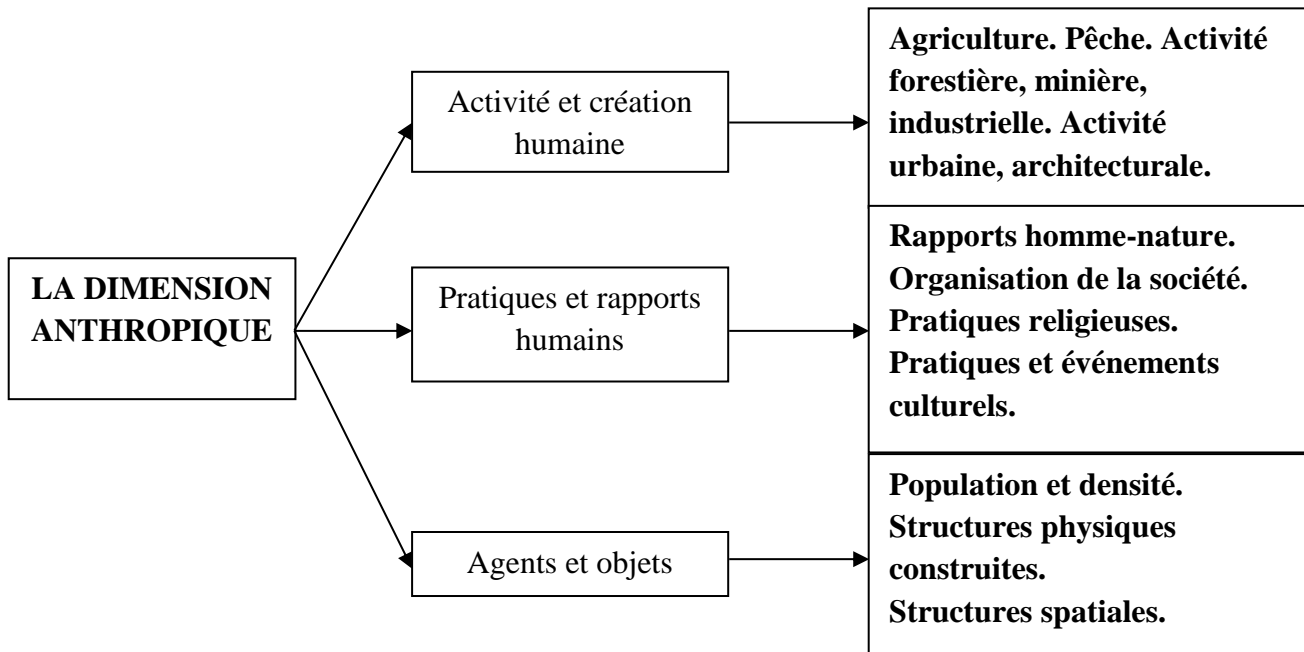 LA DIMENSION
ANTHROPIQUE
Activité et création
humaine
Agriculture. Pêche. Activité
forestière, minière,
industrielle. Activité
urbaine, architecturale.
Pratiques et rapports
humains
Rapports homme-nature.
Organisation de la société.
Pratiques religieuses.
Pratiques et événements
culturels.
Agents et objets
Population et densité.
Structures physiques
construites.
Structures spatiales.